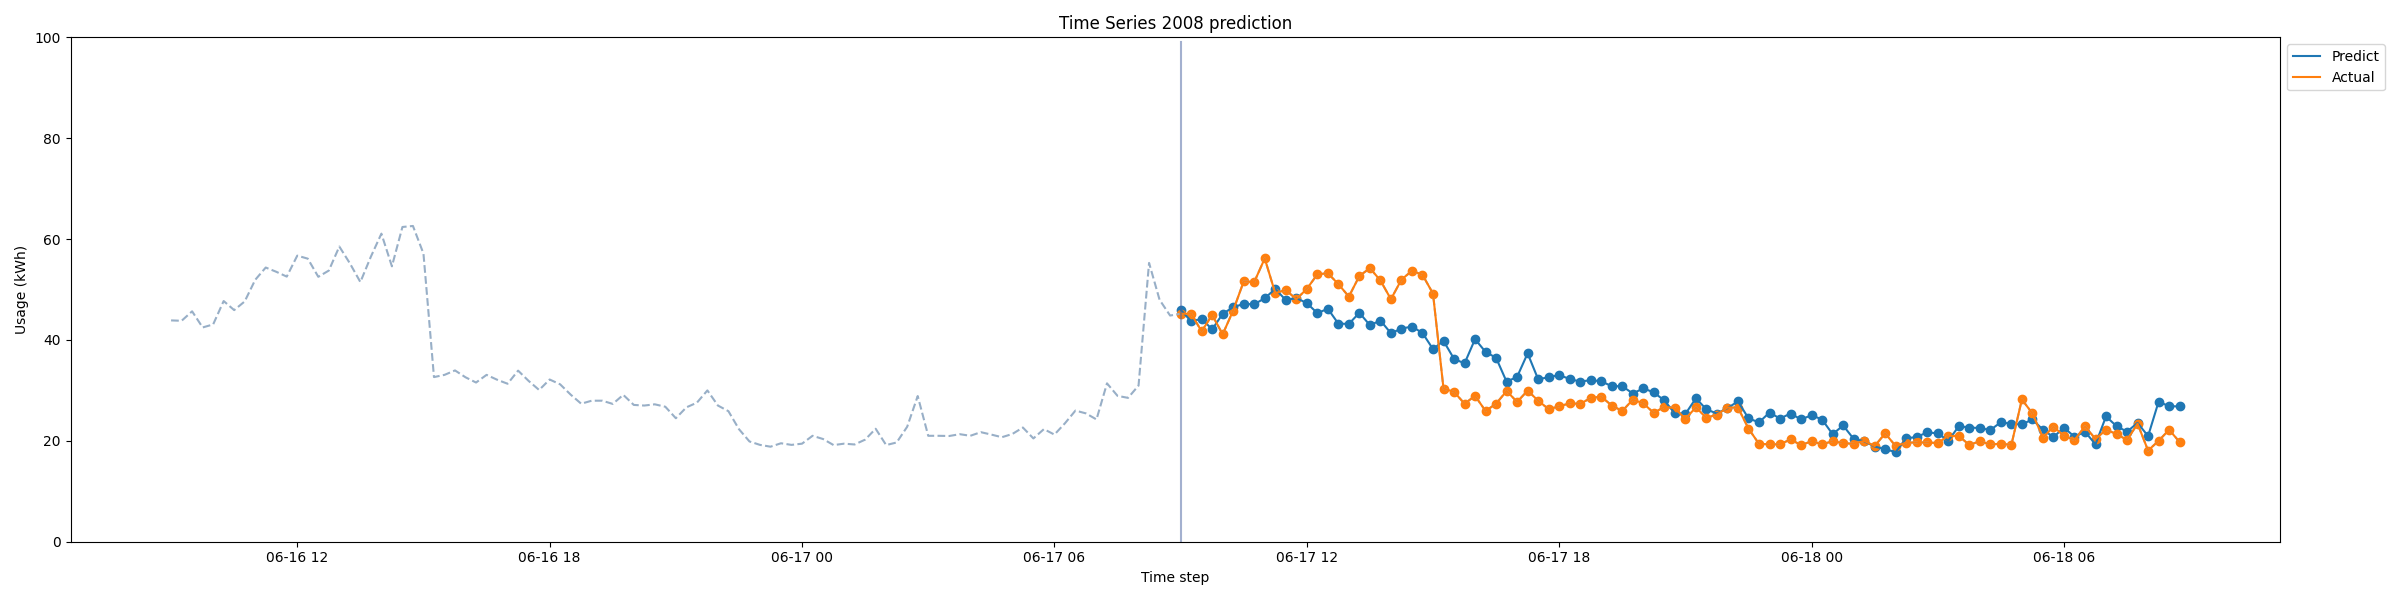 Time Series 2008 prediction
Predict
Actual
Usage (kWh)
100
80
60
40
20
0
06-16 12
06-16 18
06-17 00
06-17 06
06-17 12
06-17 18
06-18 00
06-18 06
Time step